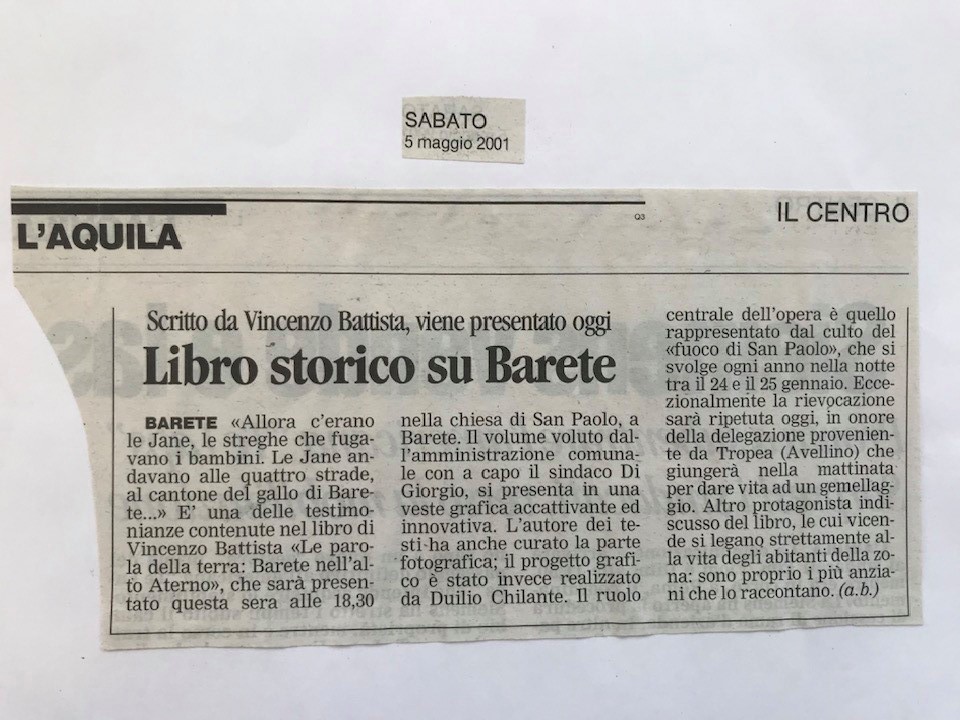 SABATO
5 maggio 2001
Q3
IL CENTRO
L'AQUILA
Scritto da Vincenzo Battista, viene presentato oggi
Libro storico su Barete
BARETE «Allora c'erano
le Jane, le streghe che fuga-
vano i bambini. Le Jane an-
davano alle quattro strade,
al cantone del gallo di Bare-
te...» E' una delle testimo-
nianze contenute nel libro di
Vincenzo Battista «Le paro-
la della terra: Barete nell'al-
to Aterno», che sarà presen-
tato questa sera alle 18,30
nella chiesa di San Paolo, a
Barete. Il volume voluto dal-
l'amministrazione comuna-
le con a capo il sindaco Di
Giorgio, si presenta in una
veste grafica accattivante ed
innovativa. L'autore dei te-
sti ha anche curato la parte
fotografica; il progetto grafi-
co è stato invece realizzato
da Duilio Chilante. Il ruolo
centrale dell'opera è quello
rappresentato dal culto del
«fuoco di San Paolo», che si
svolge ogni anno nella notte
tra il 24 e il 25 gennaio. Ecce-
zionalmente la rievocazione
sarà ripetuta oggi, in onore
della delegazione provenien-
te da Tropea (Avellino) che
giungerà nella mattinata
per dare vita ad un gemellag-
gio. Altro protagonista indi-
scusso del libro, le cui vicen-
de si legano strettamente al-
la vita degli abitanti della zo-
na: sono proprio i più anzia-
ni che lo raccontano. (a.b.)